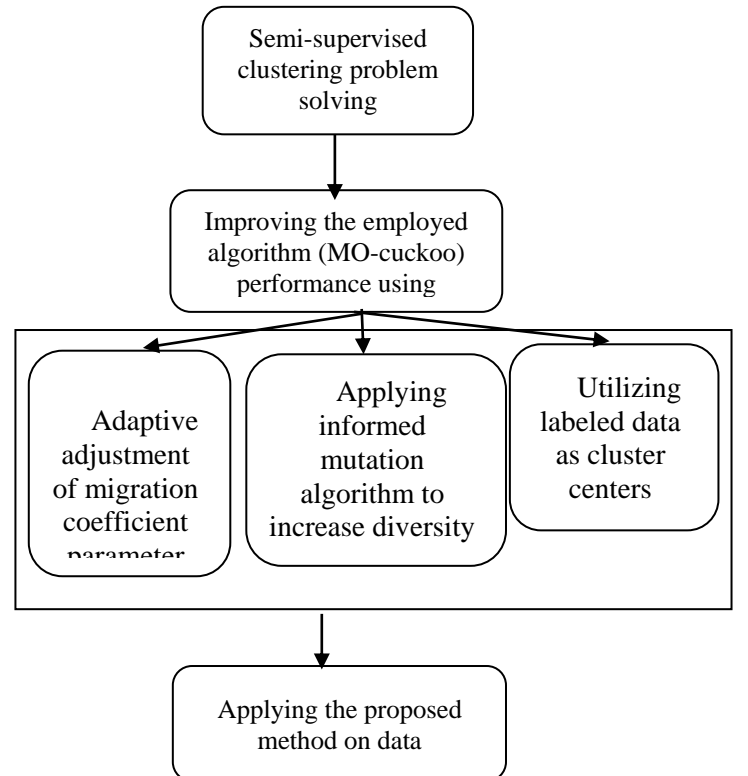 Semi-supervised
clustering problem
solving
Improving the employed
algorithm (MO-cuckoo)
performance using
Adaptive
adjustment
of migration
coefficient
parameter
Applying
informed
mutation
algorithm to
increase diversity
Utilizing
labeled data
as cluster
centers
Applying the proposed
method on data